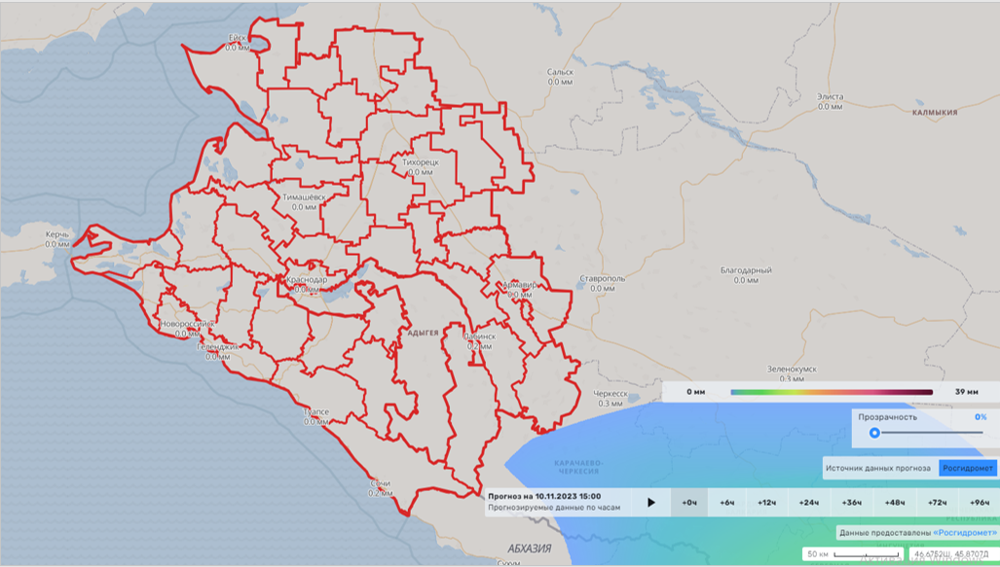 Ейск
0.0 мм
Сальск
0.0 мм
Элиста
0.0 мм
КАЛМЫКИЯ
Тихорецк
0.0 мм
Тимашёвск
0.0 мм
Керчь
0.0 мм
Краснодар
0.0 мм
Армавир
0.0 мм
Ставрополь
0.0 мм
Благодарный
0.0 мм
Новороссийск
0.0 мм
АДЫГЕЯ
Лабинск
0.2 мм
Геленджик
0.0 мм
Зеленокумск
0.3 мм
Черкесск
0.3 мм
0 мм
39 мм
Туапсе
0.0 мм
Прозрачность
0%
КАРАЧАЕВО-
ЧЕРКЕСИЯ
Источник данных прогноза
Росгидромет
Сочи
0.2 мм
Прогноз на 10.11.2023 15:00
Прогнозируемые данные по часам
+0ч
+6ч
+12ч
+24ч
+36ч
+48ч
+72ч
+96ч
Данные предоставлены «Росгидромет»
АБХАЗИЯ
50 км
46.6752Ш, 45.8707Д
Сухум